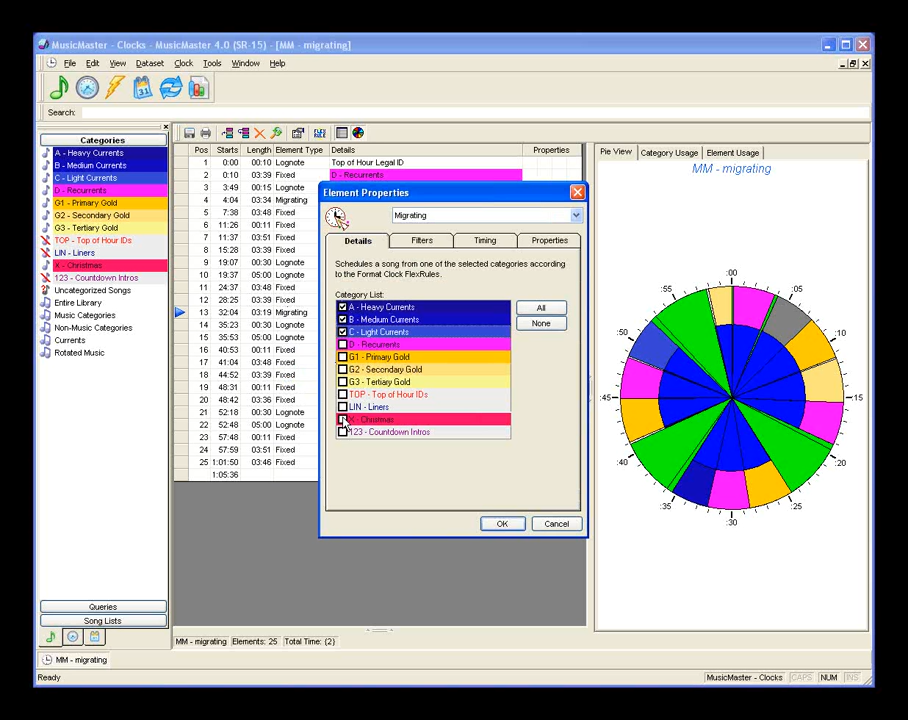 MusicMaster - Clocks - MusicMaster 4.0 (SR-15) - [MM - migrating]
File Edit View Dataset Clock Tools Window Help
31
Search:
Categories
A - Heavy Currents
B - Medium Currents
C - Light Currents
D - Recurrents
G1 - Primary Gold
G2 - Secondary Gold
G3 - Tertiary Gold
TOP - Top of Hour IDs
LIN - Liners
X - Christmas
123 - Countdown Intros
Uncategorized Songs
Entire Library
Music Categories
Non-Music Categories
Currents
Rotated Music
Queries
Song Lists
Pos Starts Length Element Type Details Properties
1 0:00 00:10 Lognote Top of Hour Legal ID
2 0:10 03:39 Fixed D - Recurrents
3 3:49 00:15 Lognote
4 4:04 03:34 Migrating
5 7:38 03:48 Fixed
6 11:26 00:11 Fixed
7 11:37 03:51 Fixed
8 15:28 03:39 Fixed
9 19:07 00:30 Lognote
10 19:37 05:00 Lognote
11 24:37 03:48 Fixed
12 28:25 03:39 Fixed
13 32:04 03:19 Migrating
14 35:23 00:30 Lognote
15 35:53 05:00 Lognote
16 40:53 00:11 Fixed
17 41:04 03:48 Fixed
18 44:52 03:39 Fixed
19 48:31 00:11 Fixed
20 48:42 03:36 Fixed
21 52:18 00:30 Lognote
22 52:48 05:00 Lognote
23 57:48 00:11 Fixed
24 57:59 03:51 Fixed
25 1:01:50 03:46 Fixed
1:05:36
Element Properties
Migrating
Details Filters Timing Properties
Schedules a song from one of the selected categories according
to the Format Clock FlexRules.
Category List:
A - Heavy Currents
B - Medium Currents
C - Light Currents
D - Recurrents
G1 - Primary Gold
G2 - Secondary Gold
G3 - Tertiary Gold
TOP - Top of Hour IDs
LIN - Liners
X - Christmas
123 - Countdown Intros
All
None
OK Cancel
Pie View Category Usage Element Usage
MM - migrating
:00
:05
:10
:15
:20
:25
:30
:35
:40
:45
:50
:55
MM - migrating Elements: 25 Total Time: (2)
MM - migrating
Ready MusicMaster - Clocks CAPS NUM INS